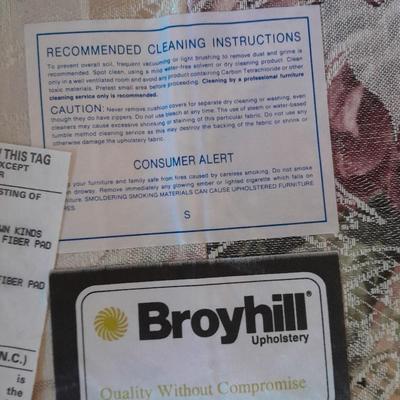 RECOMMENDED CLEANING INSTRUCTIONS
To prevent overall soil, frequent vacuuming or light brushing to remove dust and grime is
recommended. Spot clean, using a mild water-free solvent or dry cleaning product. Clean
only in a well ventilated room and avoid any product containing Carbon Tetrachloride or other
toxic materials. Pretest small area before proceeding. Cleaning by a professional furniture
cleaning service only is recommended.
CAUTION: Never remove cushion covers for separate dry cleaning or washing, even
though they do have zippers. Do not bleach at any time. The use of steam or water-based
cleaners may cause excessive shrinking or staining of this particular fabric. Do not use any
tumble method cleaning service as this may destroy the backing of the fabric or shrink or
otherwise damage the upholstery fabric.
CONSUMER ALERT
your furniture and family safe from fires caused by careless smoking. Do not smoke
drowsy. Remove immediately any glowing ember or lighted cigarette which falls on
niture. SMOLDERING SMOKING MATERIALS CAN CAUSE UPHOLSTERED FURNITURE
RES.
S
THIS TAG
XCEPT
R
STING OF
WN KINDS
FIBER PAD
FIBER PAD
N.C.)
is
the
Broyhill®
Upholstery
Quality Without Compromise